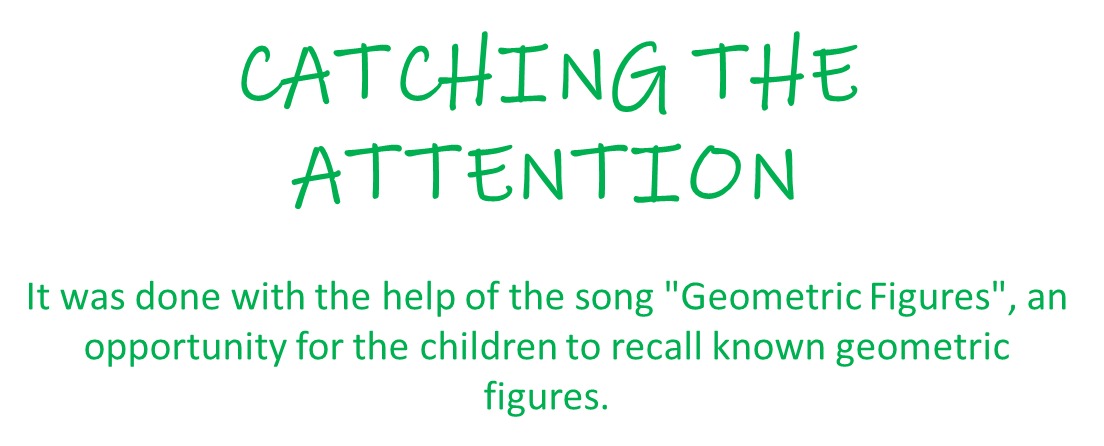 CATCHING THE
ATTENTION
It was done with the help of the song "Geometric Figures", an
opportunity for the children to recall known geometric
figures.